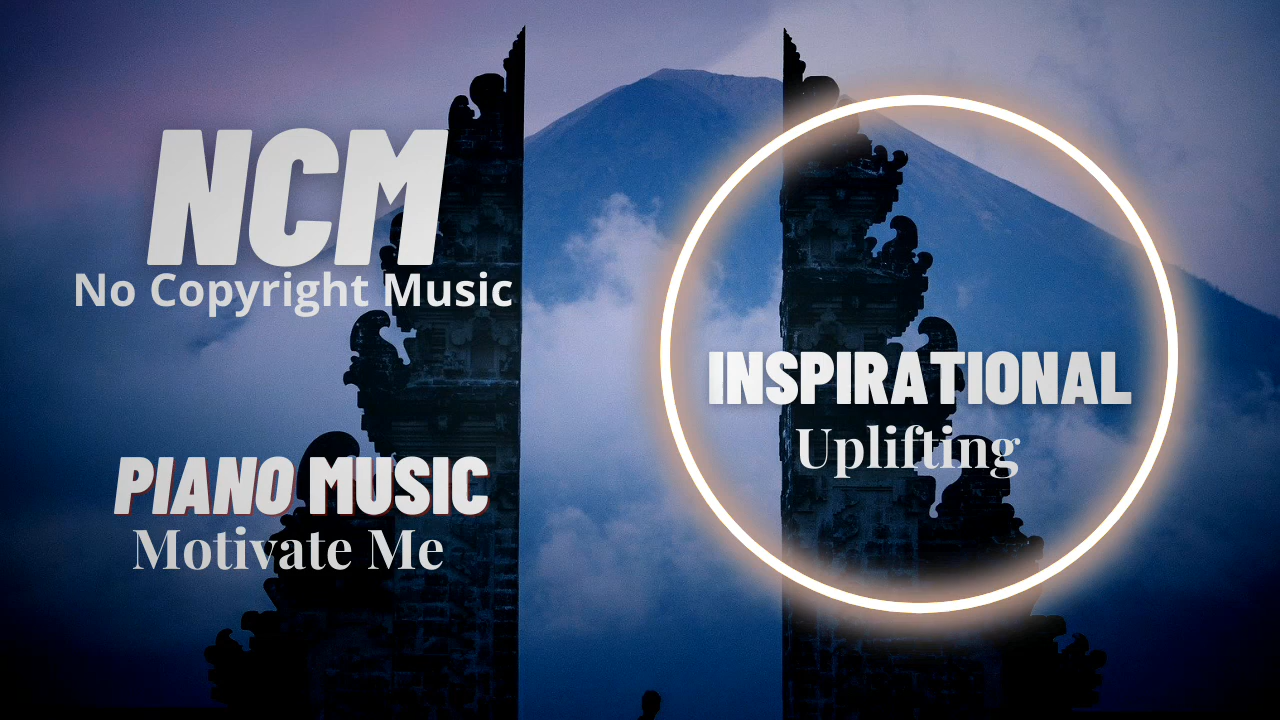 NCM
No Copyright Music
PIANO MUSIC
Motivate Me
INSPIRATIONAL
Uplifting